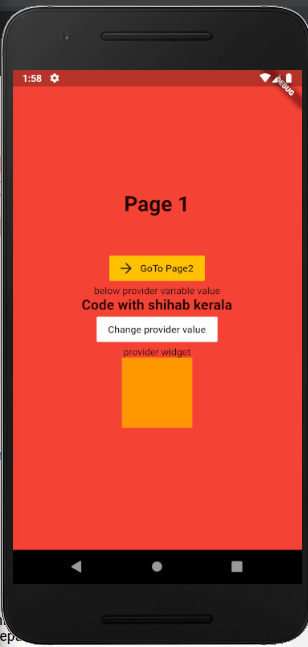 1:58
DEBUG
Page 1
GoTo Page2
below provider variable value
Code with shihab kerala
Change provider value
provider widget